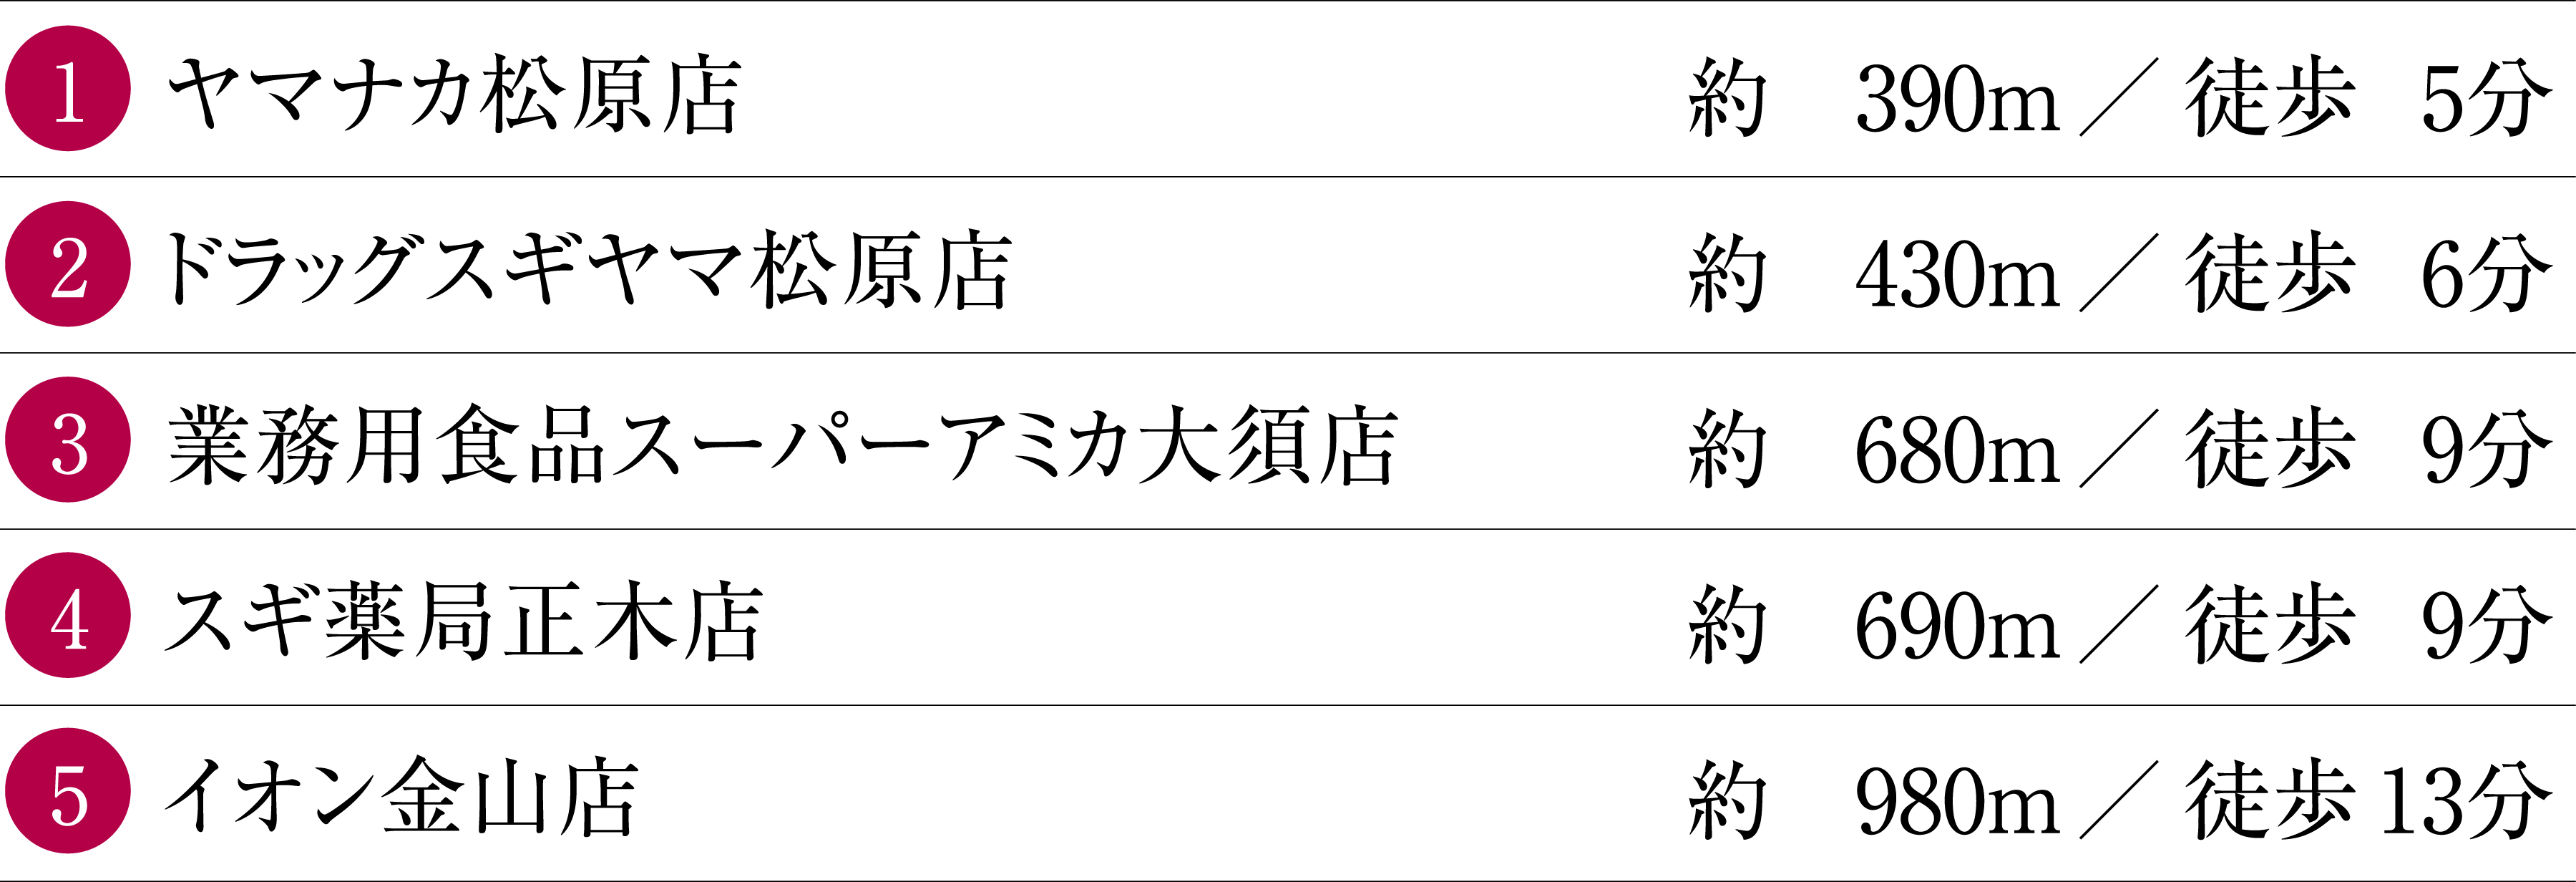 1 ヤマナカ松原店 約 390m／徒歩 5分
2 ドラッグスギヤマ松原店 約 430m／徒歩 6分
3 業務用食品スーパーアミカ大須店 約 680m／徒歩 9分
4 スギ薬局正木店 約 690m／徒歩 9分
5 イオン金山店 約 980m／徒歩13分